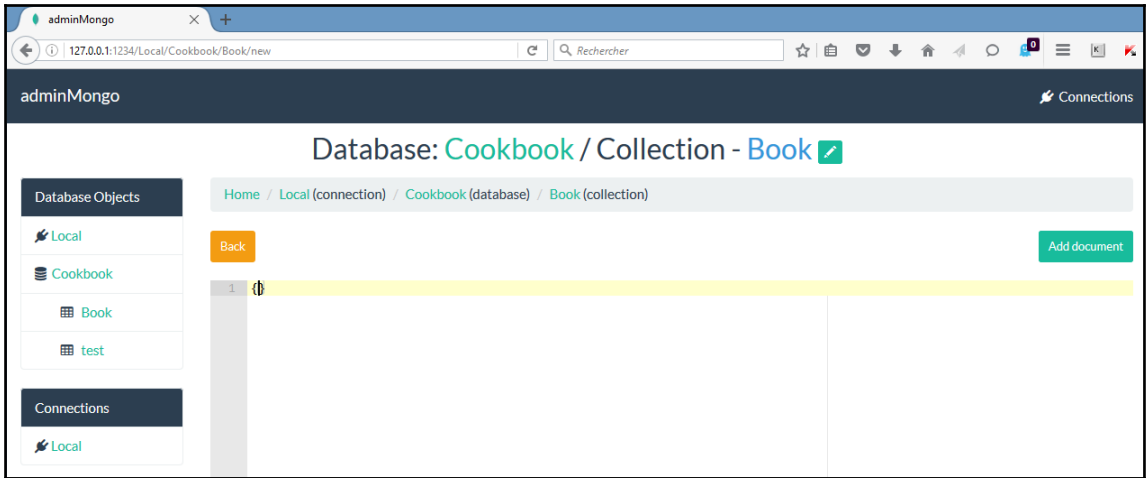 adminMongo
127.0.0.1:1234/Local/Cookbook/Book/new
Rechercher
0
K
adminMongo
Connections
Database: Cookbook / Collection - Book
Database Objects
Home / Local (connection) / Cookbook (database) / Book (collection)
Local
Back
Add document
Cookbook
1 {}
Book
test
Connections
Local